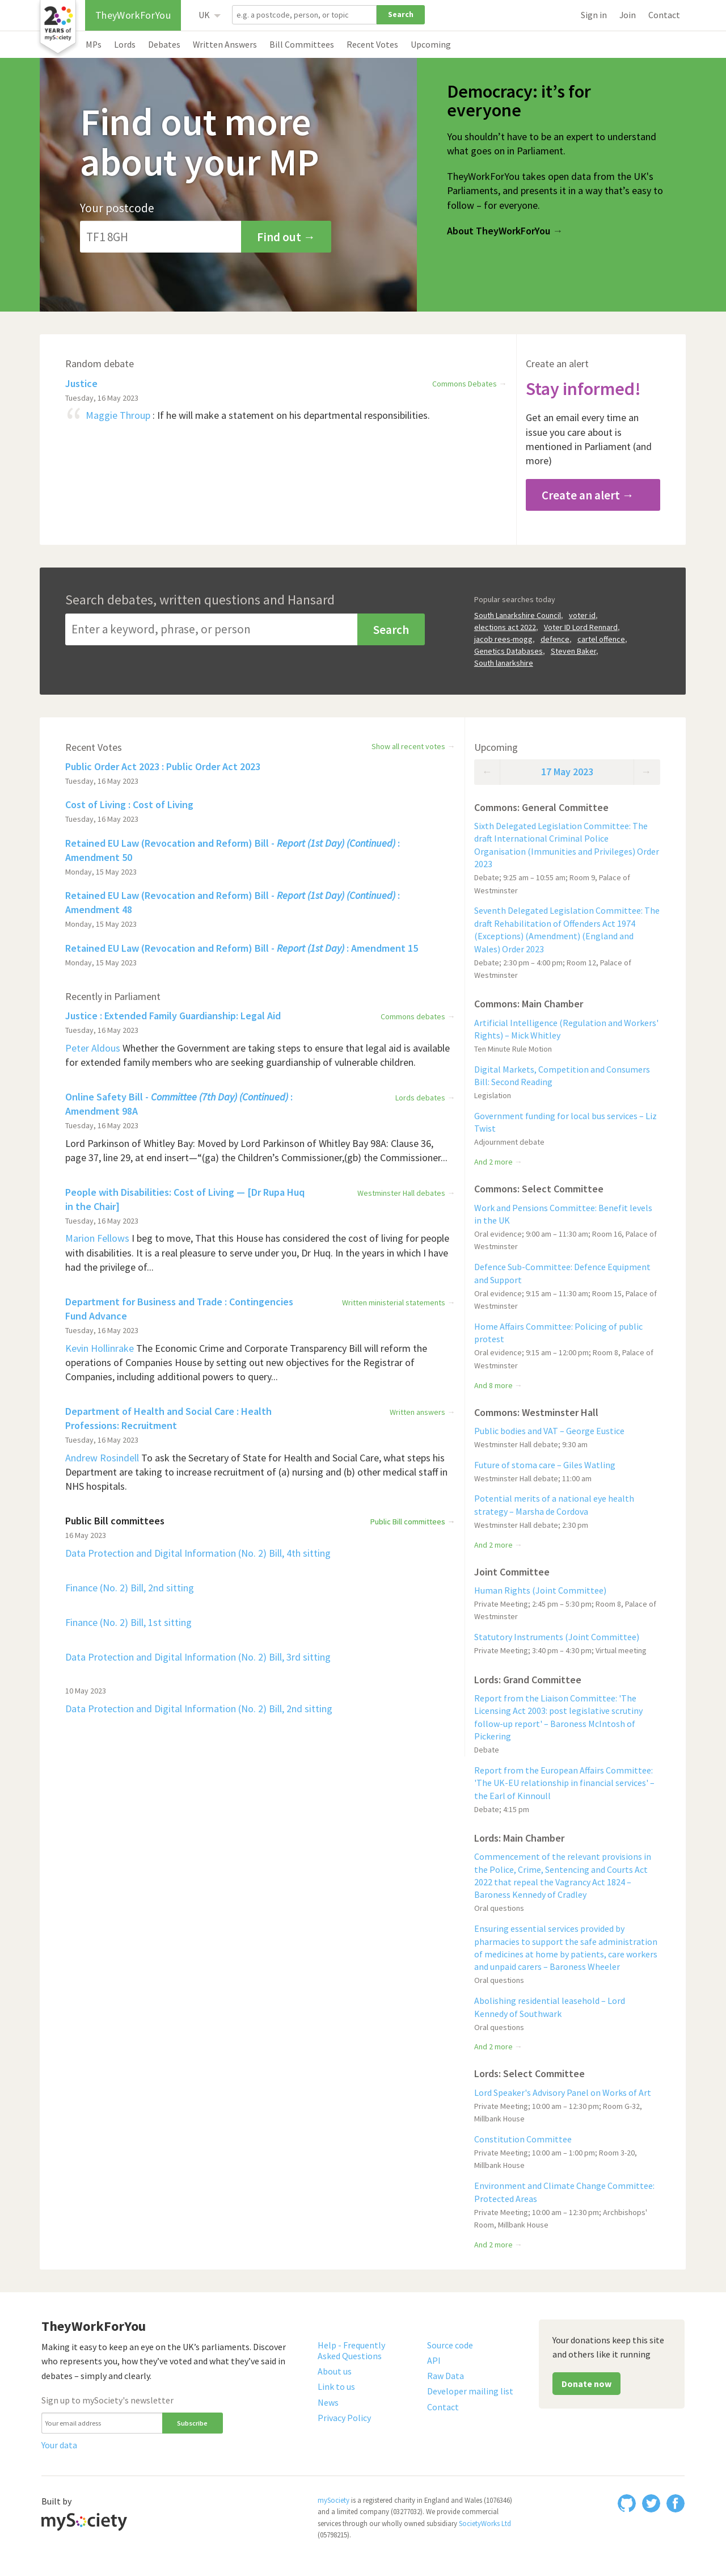 20
YEARS of
mySociety
TheyWorkForYou
UK
e.g. a postcode, person, or topic
Search
Sign in
Join
Contact
MPs
Lords
Debates
Written Answers
Bill Committees
Recent Votes
Upcoming
Find out more
about your MP
Your postcode
TF1 8GH
Find out →
Democracy: it’s for
everyone
You shouldn’t have to be an expert to understand
what goes on in Parliament.
TheyWorkForYou takes open data from the UK’s
Parliaments, and presents it in a way that’s easy to
follow – for everyone.
About TheyWorkForYou →
Random debate
Justice
Commons Debates →
Tuesday, 16 May 2023
“ Maggie Throup : If he will make a statement on his departmental responsibilities.
Create an alert
Stay informed!
Get an email every time an
issue you care about is
mentioned in Parliament (and
more)
Create an alert →
Search debates, written questions and Hansard
Enter a keyword, phrase, or person
Search
Popular searches today
South Lanarkshire Council, voter id,
elections act 2022, Voter ID Lord Rennard,
jacob rees-mogg, defence, cartel offence,
Genetics Databases, Steven Baker,
South lanarkshire
Recent Votes
Show all recent votes →
Public Order Act 2023 : Public Order Act 2023
Tuesday, 16 May 2023
Cost of Living : Cost of Living
Tuesday, 16 May 2023
Retained EU Law (Revocation and Reform) Bill - Report (1st Day) (Continued) :
Amendment 50
Monday, 15 May 2023
Retained EU Law (Revocation and Reform) Bill - Report (1st Day) (Continued) :
Amendment 48
Monday, 15 May 2023
Retained EU Law (Revocation and Reform) Bill - Report (1st Day) : Amendment 15
Monday, 15 May 2023
Recently in Parliament
Justice : Extended Family Guardianship: Legal Aid
Commons debates →
Tuesday, 16 May 2023
Peter Aldous Whether the Government are taking steps to ensure that legal aid is available
for extended family members who are seeking guardianship of vulnerable children.
Online Safety Bill - Committee (7th Day) (Continued) :
Amendment 98A
Lords debates →
Tuesday, 16 May 2023
Lord Parkinson of Whitley Bay: Moved by Lord Parkinson of Whitley Bay 98A: Clause 36,
page 37, line 29, at end insert—“(ga) the Children’s Commissioner,(gb) the Commissioner...
People with Disabilities: Cost of Living — [Dr Rupa Huq
in the Chair]
Westminster Hall debates →
Tuesday, 16 May 2023
Marion Fellows I beg to move, That this House has considered the cost of living for people
with disabilities. It is a real pleasure to serve under you, Dr Huq. In the years in which I have
had the privilege of...
Department for Business and Trade : Contingencies
Fund Advance
Written ministerial statements →
Tuesday, 16 May 2023
Kevin Hollinrake The Economic Crime and Corporate Transparency Bill will reform the
operations of Companies House by setting out new objectives for the Registrar of
Companies, including additional powers to query...
Department of Health and Social Care : Health
Professions: Recruitment
Written answers →
Tuesday, 16 May 2023
Andrew Rosindell To ask the Secretary of State for Health and Social Care, what steps his
Department are taking to increase recruitment of (a) nursing and (b) other medical staff in
NHS hospitals.
Public Bill committees
Public Bill committees →
16 May 2023
Data Protection and Digital Information (No. 2) Bill, 4th sitting
Finance (No. 2) Bill, 2nd sitting
Finance (No. 2) Bill, 1st sitting
Data Protection and Digital Information (No. 2) Bill, 3rd sitting
10 May 2023
Data Protection and Digital Information (No. 2) Bill, 2nd sitting
Upcoming
← 17 May 2023 →
Commons: General Committee
Sixth Delegated Legislation Committee: The
draft International Criminal Police
Organisation (Immunities and Privileges) Order
2023
Debate; 9:25 am – 10:55 am; Room 9, Palace of
Westminster
Seventh Delegated Legislation Committee: The
draft Rehabilitation of Offenders Act 1974
(Exceptions) (Amendment) (England and
Wales) Order 2023
Debate; 2:30 pm – 4:00 pm; Room 12, Palace of
Westminster
Commons: Main Chamber
Artificial Intelligence (Regulation and Workers'
Rights) – Mick Whitley
Ten Minute Rule Motion
Digital Markets, Competition and Consumers
Bill: Second Reading
Legislation
Government funding for local bus services – Liz
Twist
Adjournment debate
And 2 more →
Commons: Select Committee
Work and Pensions Committee: Benefit levels
in the UK
Oral evidence; 9:00 am – 11:30 am; Room 16, Palace of
Westminster
Defence Sub-Committee: Defence Equipment
and Support
Oral evidence; 9:15 am – 11:30 am; Room 15, Palace of
Westminster
Home Affairs Committee: Policing of public
protest
Oral evidence; 9:15 am – 12:00 pm; Room 8, Palace of
Westminster
And 8 more →
Commons: Westminster Hall
Public bodies and VAT – George Eustice
Westminster Hall debate; 9:30 am
Future of stoma care – Giles Watling
Westminster Hall debate; 11:00 am
Potential merits of a national eye health
strategy – Marsha de Cordova
Westminster Hall debate; 2:30 pm
And 2 more →
Joint Committee
Human Rights (Joint Committee)
Private Meeting; 2:45 pm – 5:30 pm; Room 8, Palace of
Westminster
Statutory Instruments (Joint Committee)
Private Meeting; 3:40 pm – 4:30 pm; Virtual meeting
Lords: Grand Committee
Report from the Liaison Committee: 'The
Licensing Act 2003: post legislative scrutiny
follow-up report' – Baroness McIntosh of
Pickering
Debate
Report from the European Affairs Committee:
'The UK-EU relationship in financial services' –
the Earl of Kinnoull
Debate; 4:15 pm
Lords: Main Chamber
Commencement of the relevant provisions in
the Police, Crime, Sentencing and Courts Act
2022 that repeal the Vagrancy Act 1824 –
Baroness Kennedy of Cradley
Oral questions
Ensuring essential services provided by
pharmacies to support the safe administration
of medicines at home by patients, care workers
and unpaid carers – Baroness Wheeler
Oral questions
Abolishing residential leasehold – Lord
Kennedy of Southwark
Oral questions
And 2 more →
Lords: Select Committee
Lord Speaker's Advisory Panel on Works of Art
Private Meeting; 10:00 am – 12:30 pm; Room G-32,
Millbank House
Constitution Committee
Private Meeting; 10:00 am – 1:00 pm; Room 3-20,
Millbank House
Environment and Climate Change Committee:
Protected Areas
Private Meeting; 10:00 am – 12:30 pm; Archbishops'
Room, Millbank House
And 2 more →
TheyWorkForYou
Making it easy to keep an eye on the UK’s parliaments. Discover
who represents you, how they’ve voted and what they’ve said in
debates – simply and clearly.
Sign up to mySociety's newsletter
Your email address
Subscribe
Your data
Help - Frequently
Asked Questions
About us
Link to us
News
Privacy Policy
Source code
API
Raw Data
Developer mailing list
Contact
Your donations keep this site
and others like it running
Donate now
Built by
mySociety
mySociety is a registered charity in England and Wales (1076346)
and a limited company (03277032). We provide commercial
services through our wholly owned subsidiary SocietyWorks Ltd
(05798215).